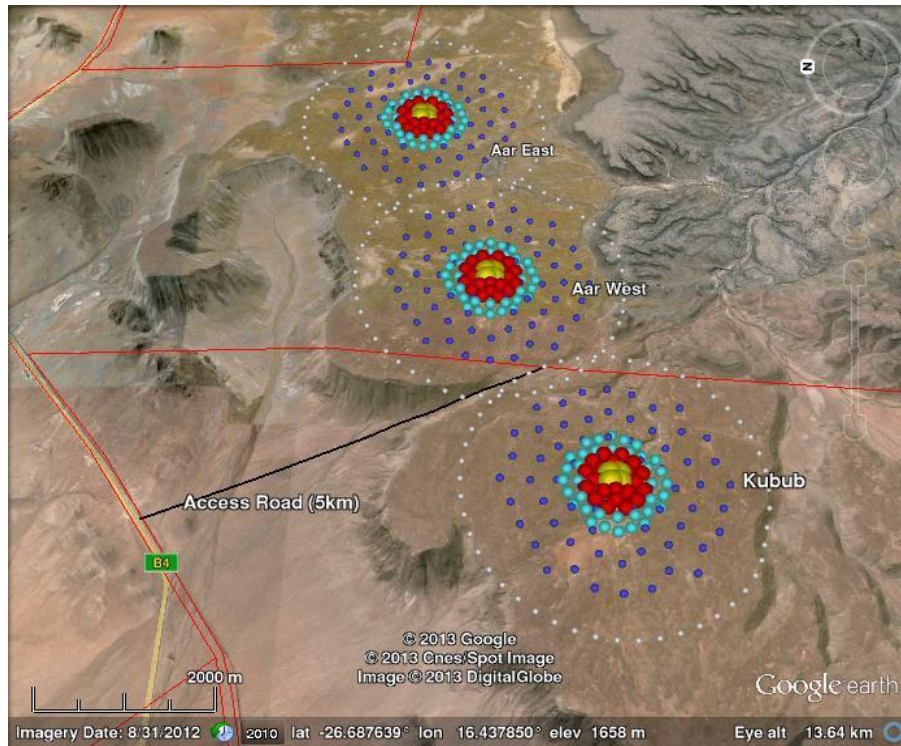 N
Aar East
Aar West
Kubub
Access Road (5km)
B4
© 2013 Google
© 2013 Cnes/Spot Image
Image © 2013 DigitalGlobe
2000 m
Google earth
Imagery Date: 8/31/2012 2010 lat -26.687639° lon 16.437850° elev 1658 m Eye alt 13.64 km